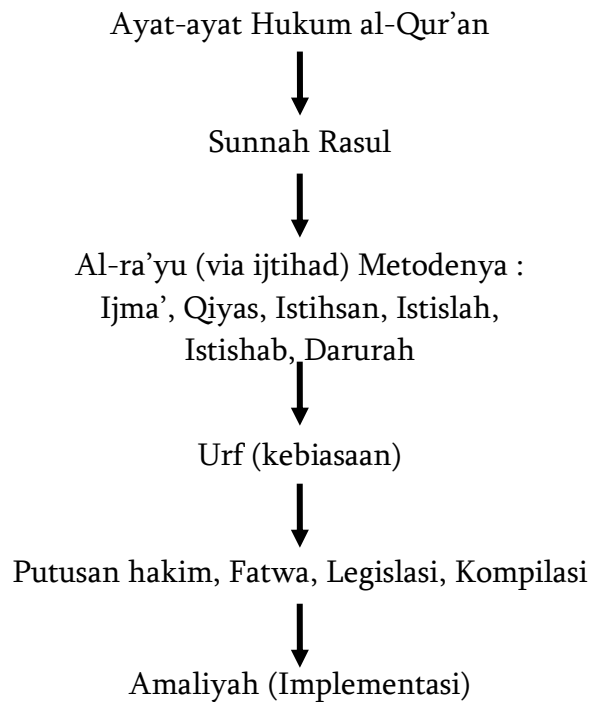 Ayat-ayat Hukum al-Qur’an
Sunnah Rasul
Al-ra’yu (via ijtihad) Metodenya :
Ijma’, Qiyas, Istihsan, Istislah,
Istishab, Darurah
Urf (kebiasaan)
Putusan hakim, Fatwa, Legislasi, Kompilasi
Amaliyah (Implementasi)